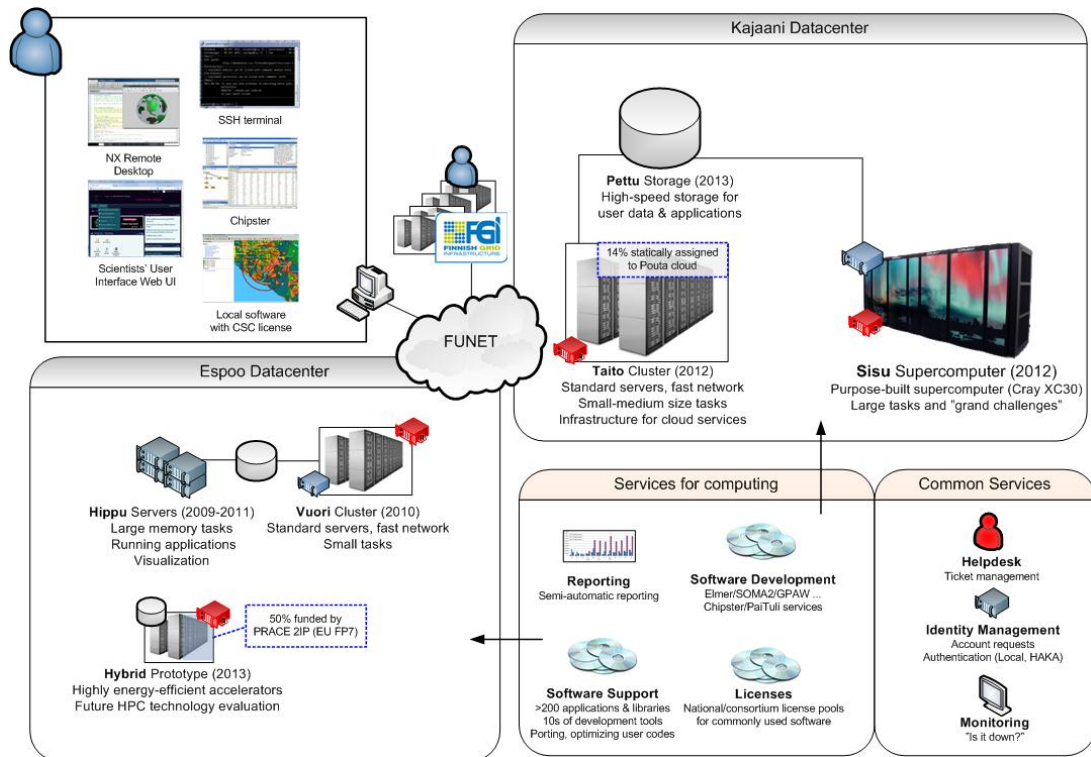 NX Remote
Desktop
SSH terminal
Chipster
Scientists' User
Interface Web UI
Local software
with CSC license
FGI
FINNISH GRID
INFRASTRUCTURE
FUNET
Kajaani Datacenter
Pettu Storage (2013)
High-speed storage for
user data & applications
14% statically assigned
to Pouta cloud
Taito Cluster (2012)
Standard servers, fast network
Small-medium size tasks
Infrastructure for cloud services
Sisu Supercomputer (2012)
Purpose-built supercomputer (Cray XC30)
Large tasks and "grand challenges"
Espoo Datacenter
Hippu Servers (2009-2011)
Large memory tasks
Running applications
Visualization
Vuori Cluster (2010)
Standard servers, fast network
Small tasks
50% funded by
PRACE 2IP (EU FP7)
Hybrid Prototype (2013)
Highly energy-efficient accelerators
Future HPC technology evaluation
Services for computing
Reporting
Semi-automatic reporting
Software Development
Elmer/SOMA2/GPAW ...
Chipster/PaiTuli services
Software Support
>200 applications & libraries
10s of development tools
Porting, optimizing user codes
Licenses
National/consortium license pools
for commonly used software
Common Services
Helpdesk
Ticket management
Identity Management
Account requests
Authentication (Local, HAKA)
Monitoring
"Is it down?"